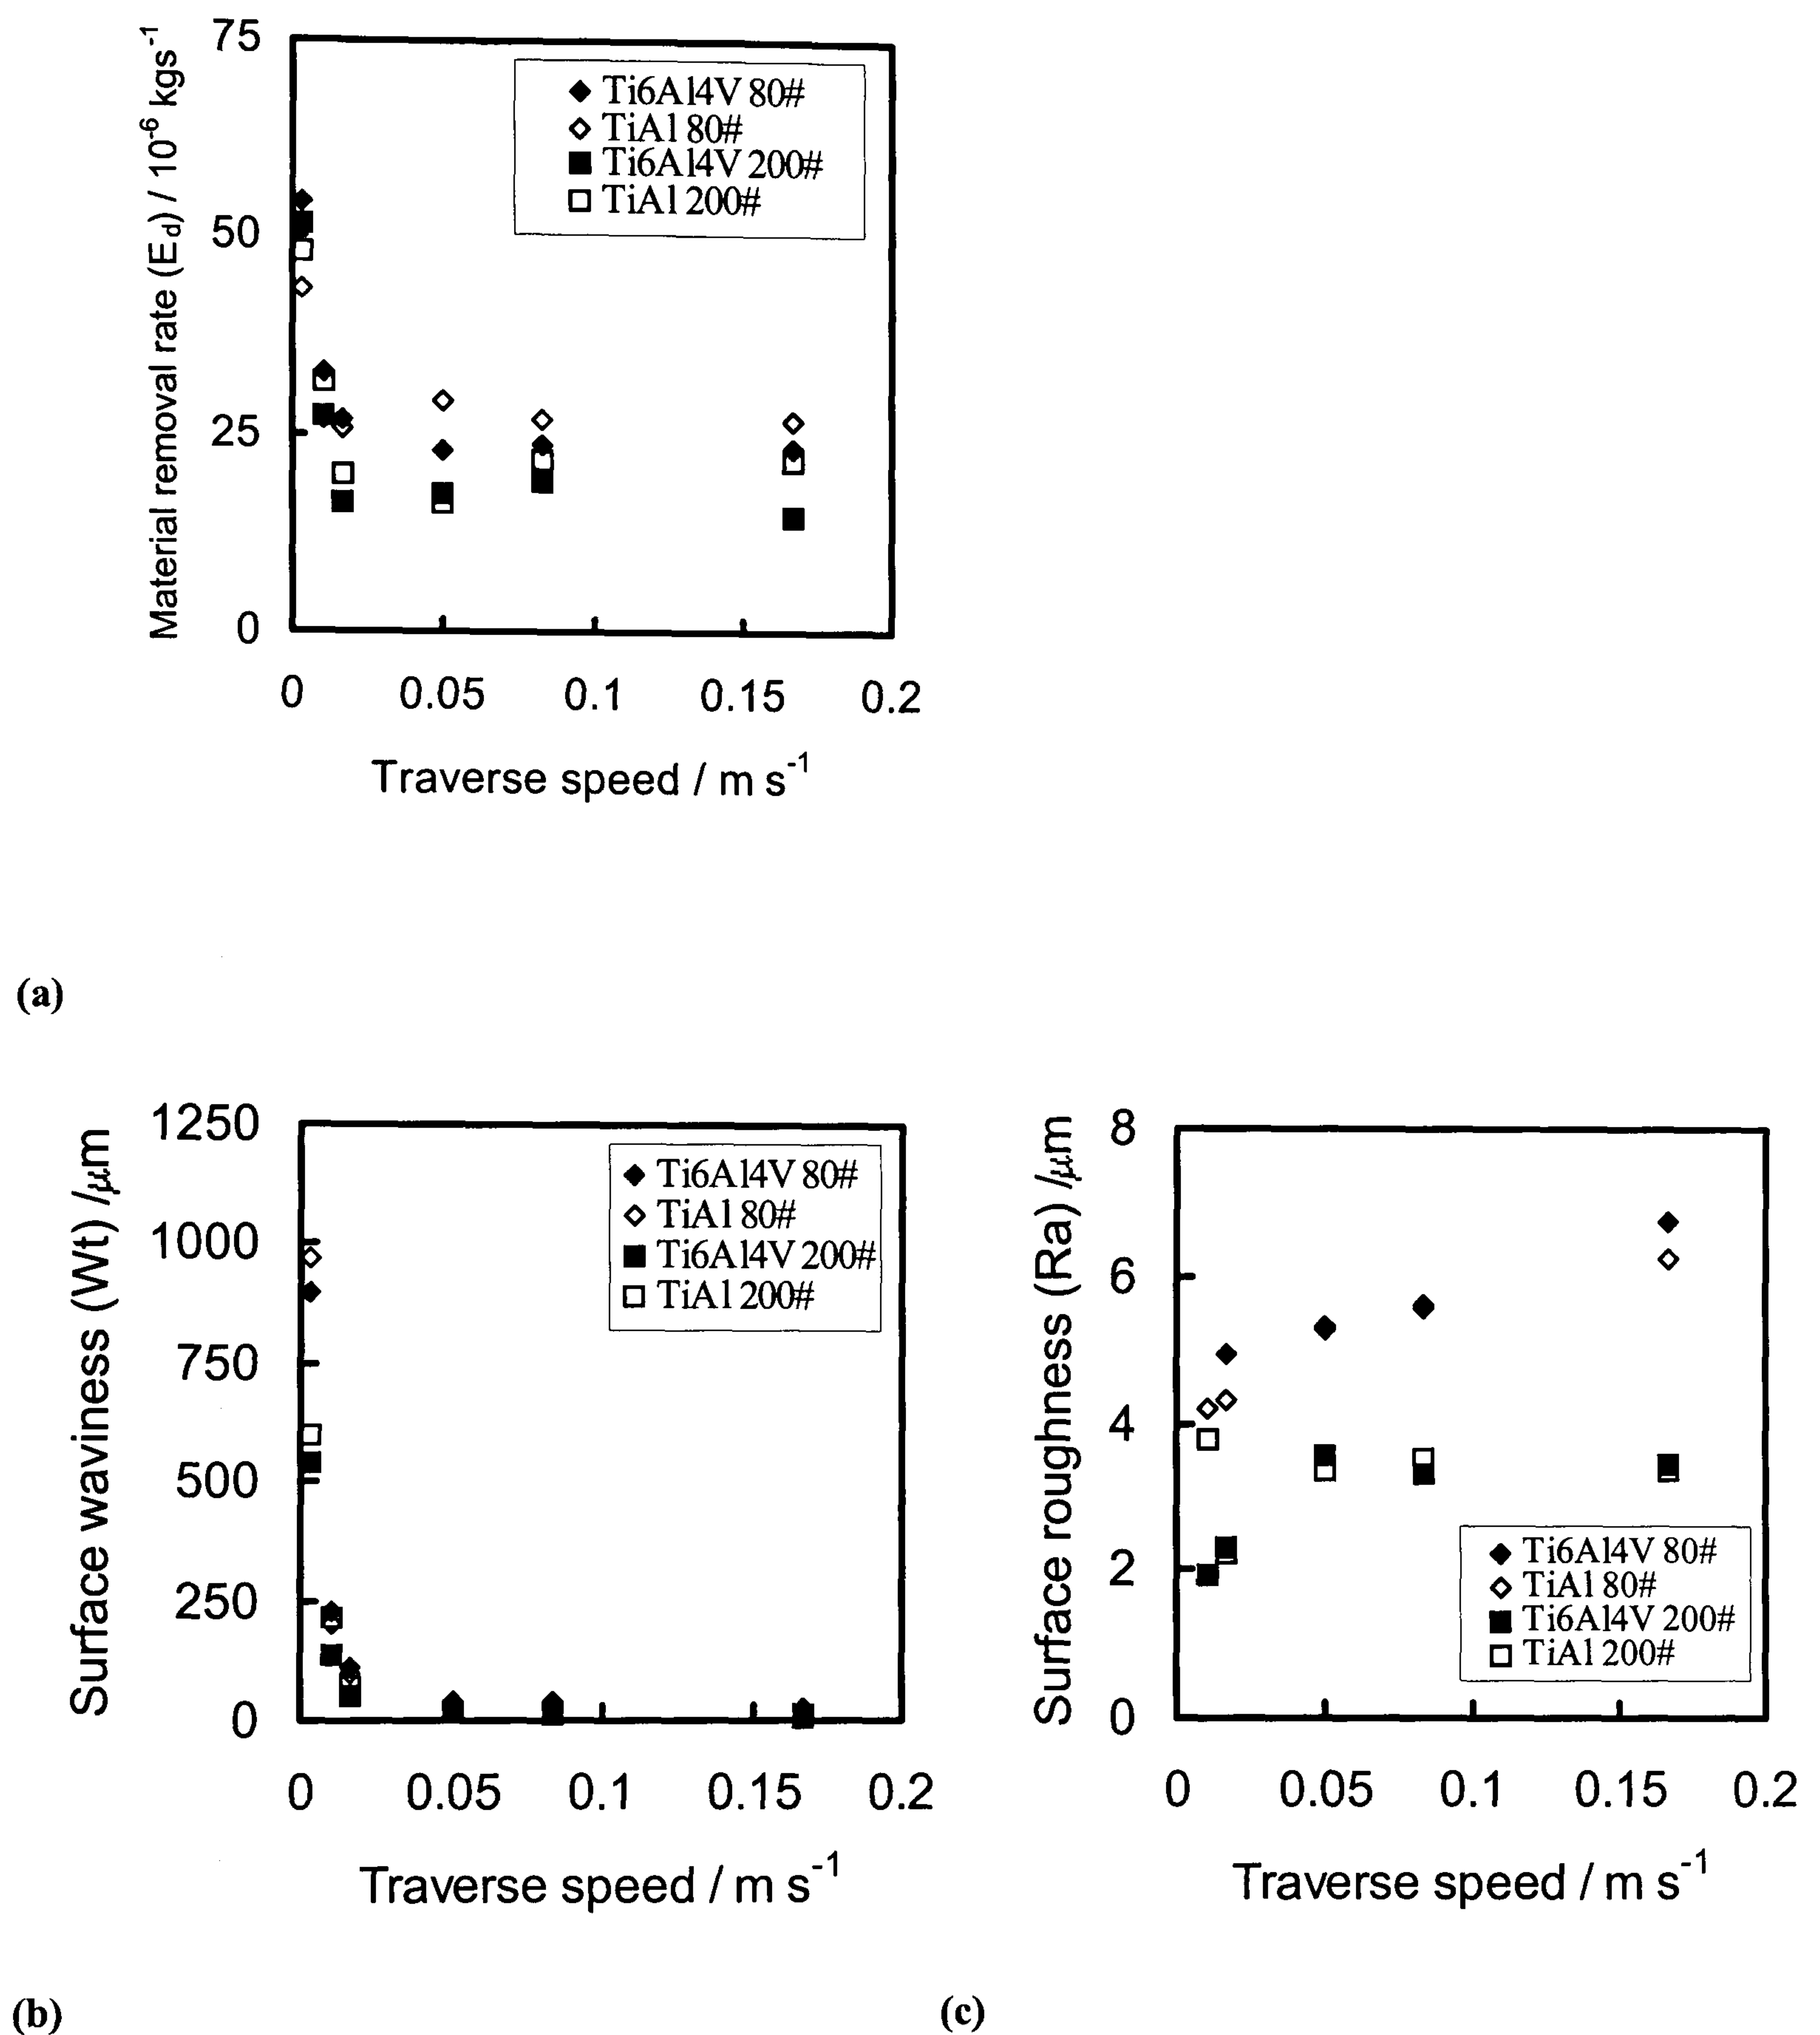 Material removal rate (Ed) / 10-6 kgs-1
75
50
25
0
◆ Ti6Al4V 80#
◇ TiAl 80#
■ Ti6Al4V 200#
□ TiAl 200#
0 0.05 0.1 0.15 0.2
Traverse speed / m s-1
(a)
Surface waviness (Wt) /μm
1250
1000
750
500
250
0
◆ Ti6Al4V 80#
◇ TiAl 80#
■ Ti6Al4V 200#
□ TiAl 200#
0 0.05 0.1 0.15 0.2
Traverse speed / m s-1
(b)
Surface roughness (Ra) /μm
8
6
4
2
0
◆ Ti6Al4V 80#
◇ TiAl 80#
■ Ti6Al4V 200#
□ TiAl 200#
0 0.05 0.1 0.15 0.2
Traverse speed / m s-1
(c)